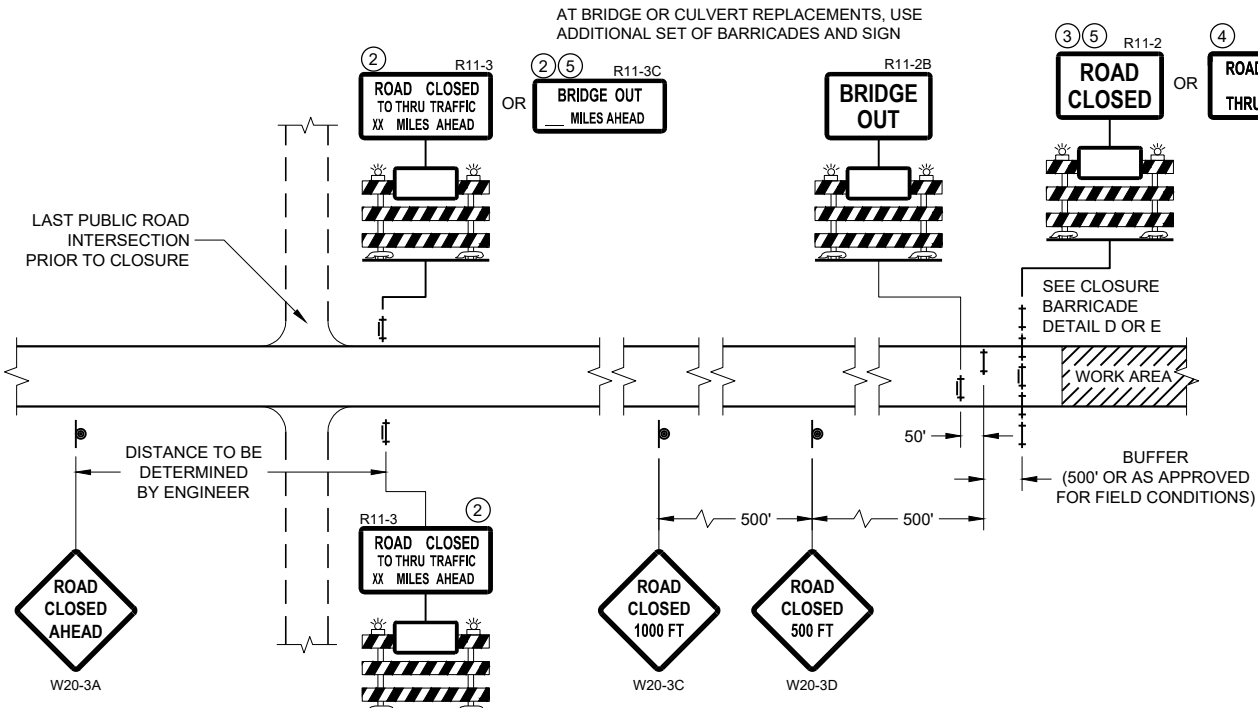 AT BRIDGE OR CULVERT REPLACEMENTS, USE
ADDITIONAL SET OF BARRICADES AND SIGN
2
R11-3
ROAD CLOSED
TO THRU TRAFFIC
XX MILES AHEAD
OR
2 5
R11-3C
BRIDGE OUT
___ MILES AHEAD
R11-2B
BRIDGE
OUT
3 5
R11-2
ROAD
CLOSED
OR
4
LAST PUBLIC ROAD
INTERSECTION
PRIOR TO CLOSURE
SEE CLOSURE
BARRICADE
DETAIL D OR E
WORK AREA
DISTANCE TO BE
DETERMINED
BY ENGINEER
50'
BUFFER
(500' OR AS APPROVED
FOR FIELD CONDITIONS)
500'
500'
R11-3
2
ROAD CLOSED
TO THRU TRAFFIC
XX MILES AHEAD
ROAD
CLOSED
AHEAD
W20-3A
ROAD
CLOSED
1000 FT
W20-3C
ROAD
CLOSED
500 FT
W20-3D